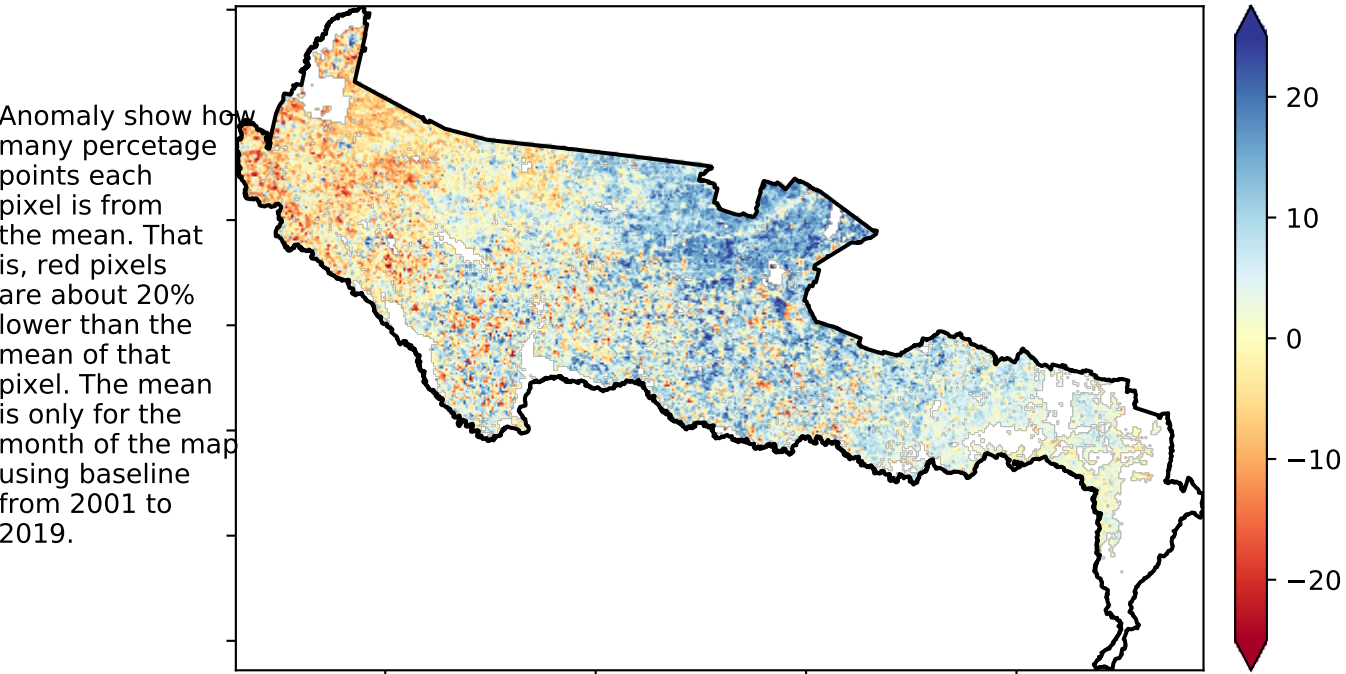 Anomaly show how
many percetage
points each
pixel is from
the mean. That
is, red pixels
are about 20%
lower than the
mean of that
pixel. The mean
is only for the
month of the map
using baseline
from 2001 to
2019.
20
10
0
−10
−20